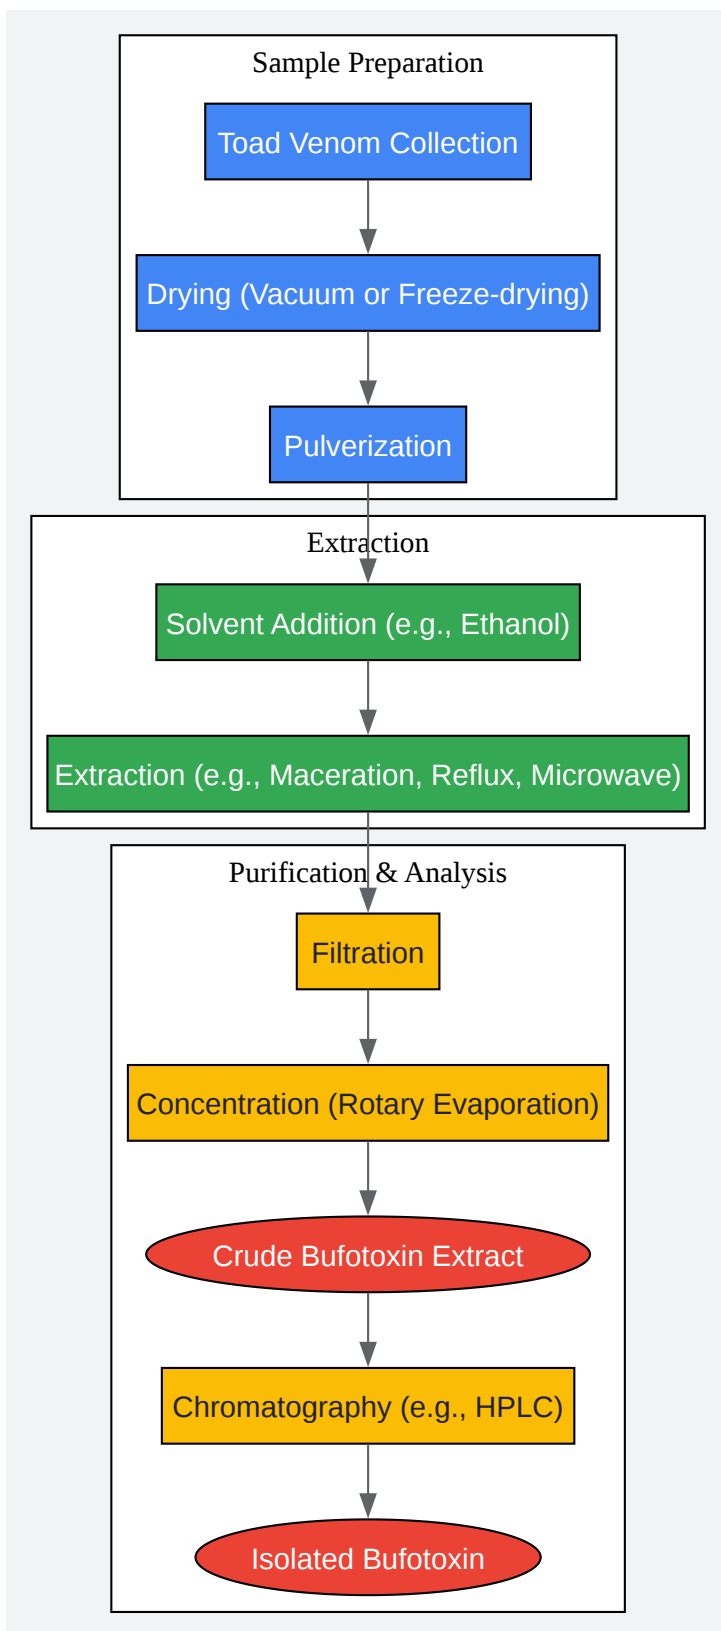 Sample Preparation
Toad Venom Collection
Drying (Vacuum or Freeze-drying)
Pulverization
Extraction
Solvent Addition (e.g., Ethanol)
Extraction (e.g., Maceration, Reflux, Microwave)
Purification & Analysis
Filtration
Concentration (Rotary Evaporation)
Crude Bufotoxin Extract
Chromatography (e.g., HPLC)
Isolated Bufotoxin